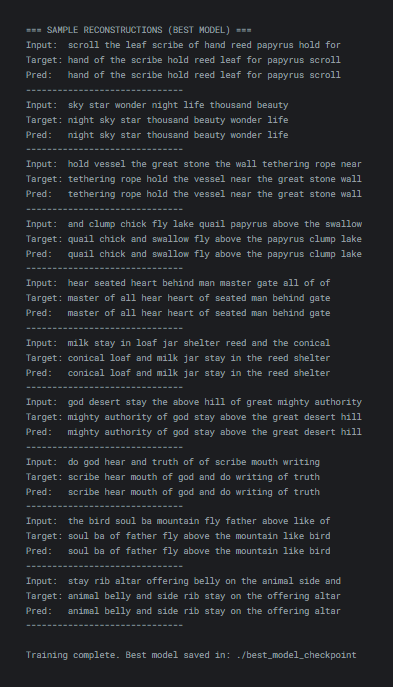 === SAMPLE RECONSTRUCTIONS (BEST MODEL) ===
Input:  scroll the leaf scribe of hand reed papyrus hold for
Target: hand of the scribe hold reed leaf for papyrus scroll
Pred:   hand of the scribe hold reed leaf for papyrus scroll
------------------------------
Input:  sky star wonder night life thousand beauty
Target: night sky star thousand beauty wonder life
Pred:   night sky star thousand beauty wonder life
------------------------------
Input:  hold vessel the great stone the wall tethering rope near
Target: tethering rope hold the vessel near the great stone wall
Pred:   tethering rope hold the vessel near the great stone wall
------------------------------
Input:  and clump chick fly lake quail papyrus above the swallow
Target: quail chick and swallow fly above the papyrus clump lake
Pred:   quail chick and swallow fly above the papyrus clump lake
------------------------------
Input:  hear seated heart behind man master gate all of of
Target: master of all hear heart of seated man behind gate
Pred:   master of all hear heart of seated man behind gate
------------------------------
Input:  milk stay in loaf jar shelter reed and the conical
Target: conical loaf and milk jar stay in the reed shelter
Pred:   conical loaf and milk jar stay in the reed shelter
------------------------------
Input:  god desert stay the above hill of great mighty authority
Target: mighty authority of god stay above the great desert hill
Pred:   mighty authority of god stay above the great desert hill
------------------------------
Input:  do god hear and truth of of scribe mouth writing
Target: scribe hear mouth of god and do writing of truth
Pred:   scribe hear mouth of god and do writing of truth
------------------------------
Input:  the bird soul ba mountain fly father above like of
Target: soul ba of father fly above the mountain like bird
Pred:   soul ba of father fly above the mountain like bird
------------------------------
Input:  stay rib altar offering belly on the animal side and
Target: animal belly and side rib stay on the offering altar
Pred:   animal belly and side rib stay on the offering altar
------------------------------
Training complete. Best model saved in: ./best_model_checkpoint